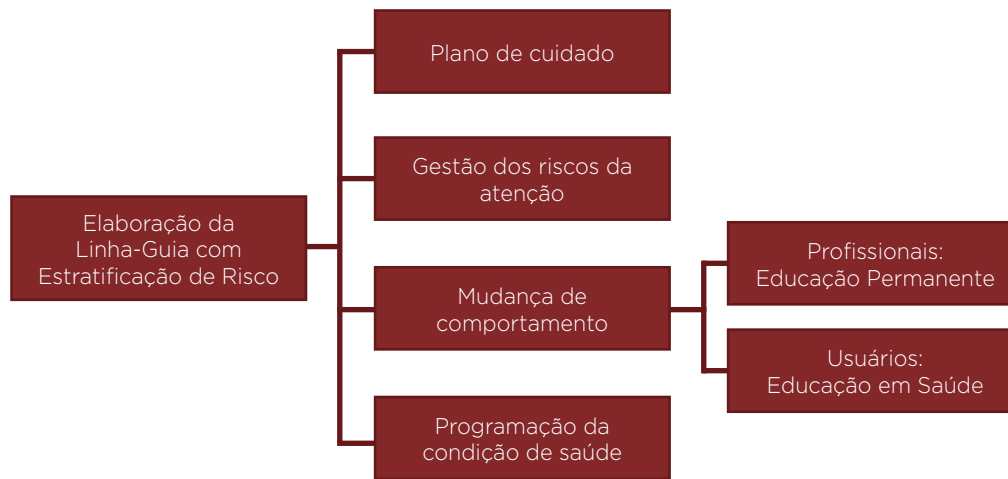 Elaboração da
Linha-Guia com
Estratificação de Risco
Plano de cuidado
Gestão dos riscos da
atenção
Mudança de
comportamento
Profissionais:
Educação Permanente
Usuários:
Educação em Saúde
Programação da
condição de saúde